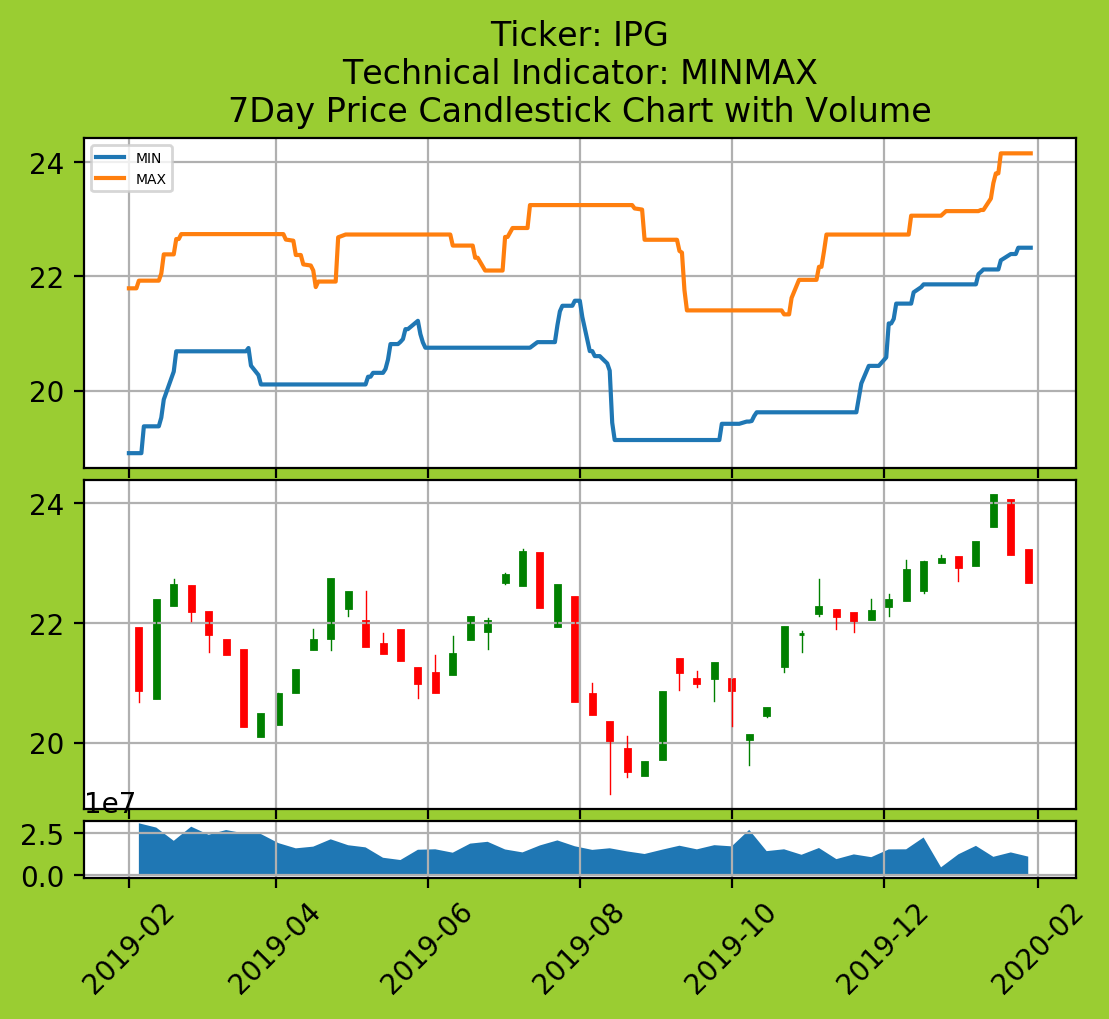 Ticker: IPG
Technical Indicator: MINMAX
7Day Price Candlestick Chart with Volume
24
22
20
MIN
MAX
24
22
20
1e7
2.5
0.0
2019-02
2019-04
2019-06
2019-08
2019-10
2019-12
2020-02